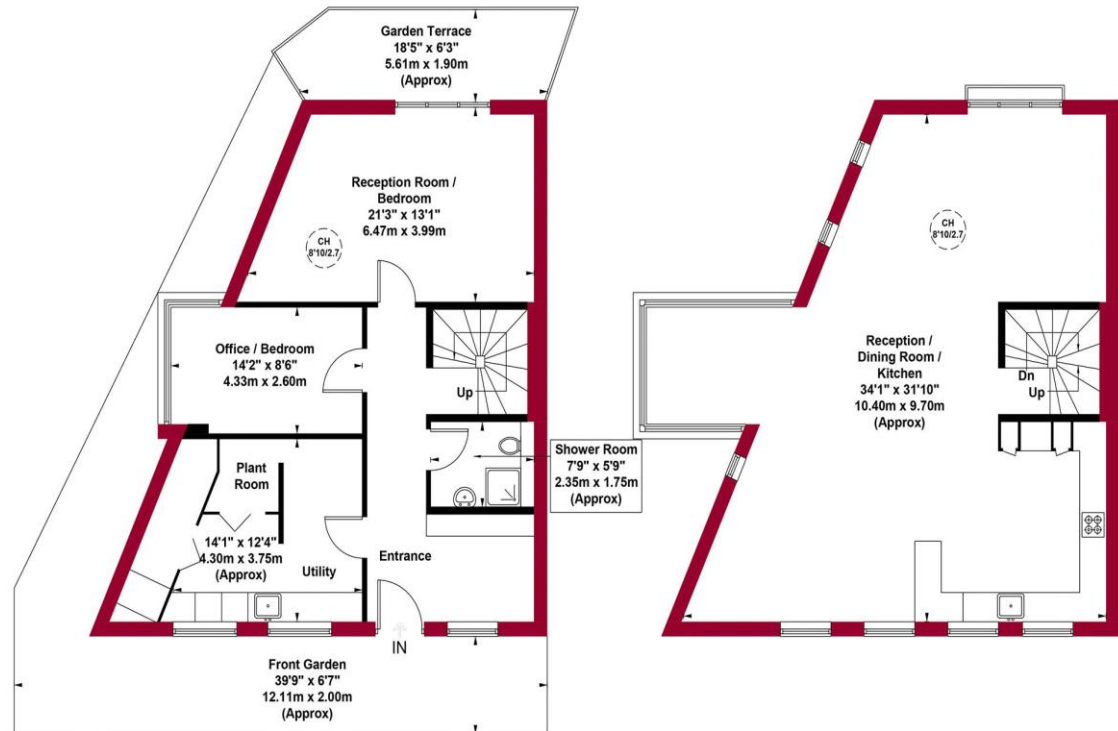 Garden Terrace
18'5" x 6'3"
5.61m x 1.90m
(Approx)
Reception Room /
Bedroom
21'3" x 13'1"
6.47m x 3.99m
CH
8'10/2.7
Office / Bedroom
14'2" x 8'6"
4.33m x 2.60m
Up
Shower Room
7'9" x 5'9"
2.35m x 1.75m
(Approx)
Plant
Room
14'1" x 12'4"
4.30m x 3.75m
(Approx)
Utility
Entrance
IN
Front Garden
39'9" x 6'7"
12.11m x 2.00m
(Approx)
CH
8'10/2.7
Reception /
Dining Room /
Kitchen
34'1" x 31'10"
10.40m x 9.70m
(Approx)
Dn
Up